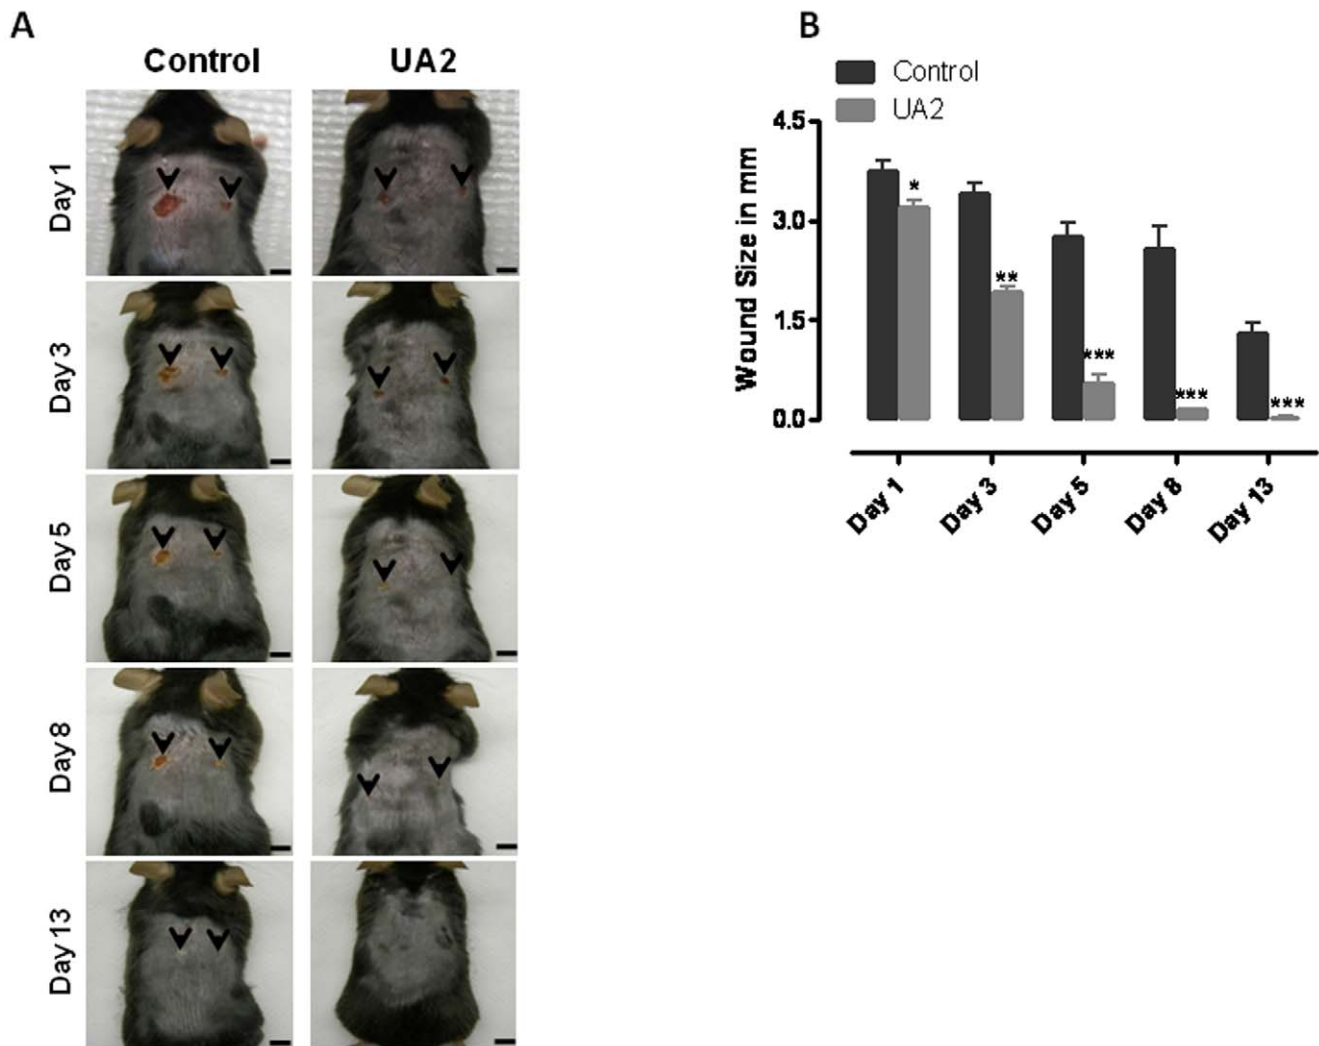 A
Control UA2
Day 1
Day 3
Day 5
Day 8
Day 13
B
Control
UA2
Wound Size in mm
4.5
3.0
1.5
0.0
*
**
***
***
***
Day 1 Day 3 Day 5 Day 8 Day 13